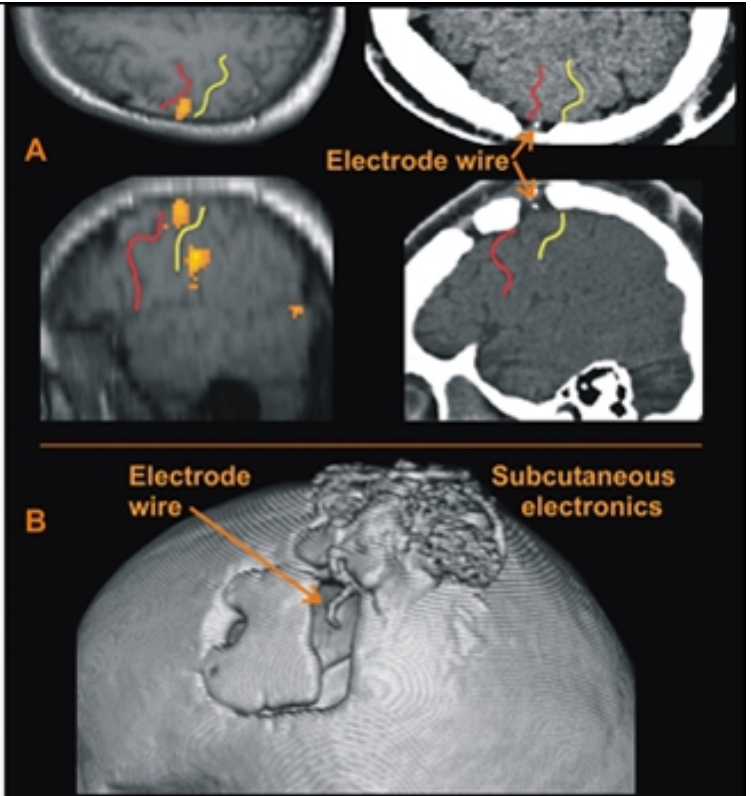 A
Electrode wire
Electrode
wire
Subcutaneous
electronics
B